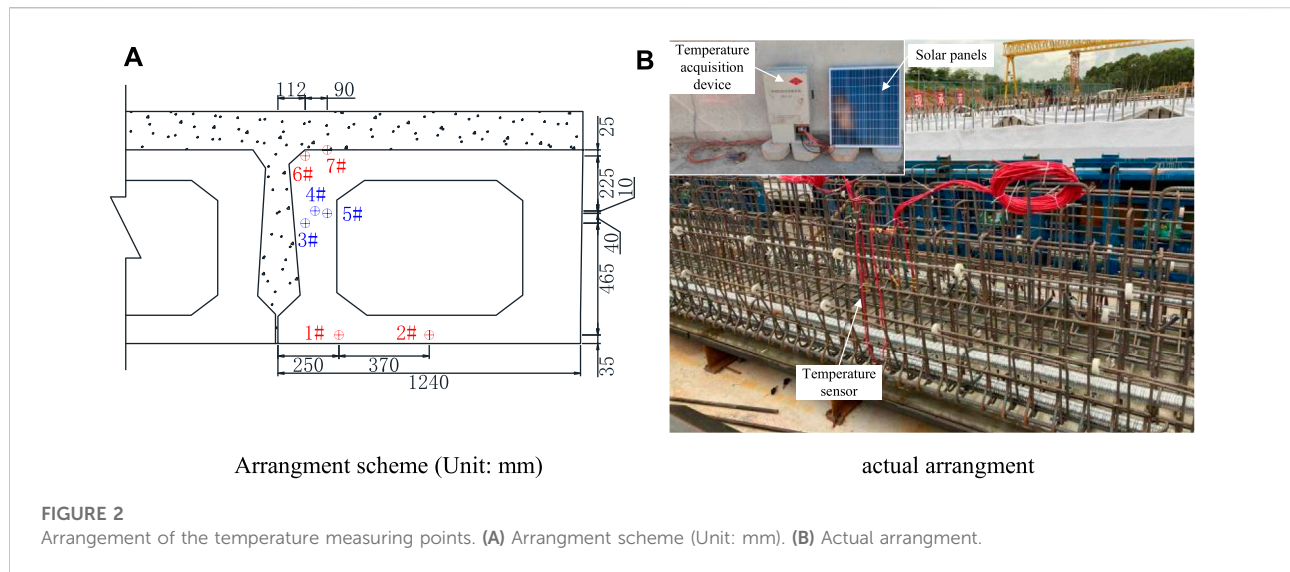 A
112 90
25
7#
6#
225
10
4#
5#
3#
40
465
1# 2#
250 370
35
1240
Arrangment scheme (Unit: mm)
B
Temperature
acquisition
device
Solar panels
Temperature
sensor
actual arrangment
FIGURE 2
Arrangement of the temperature measuring points. (A) Arrangment scheme (Unit: mm). (B) Actual arrangment.